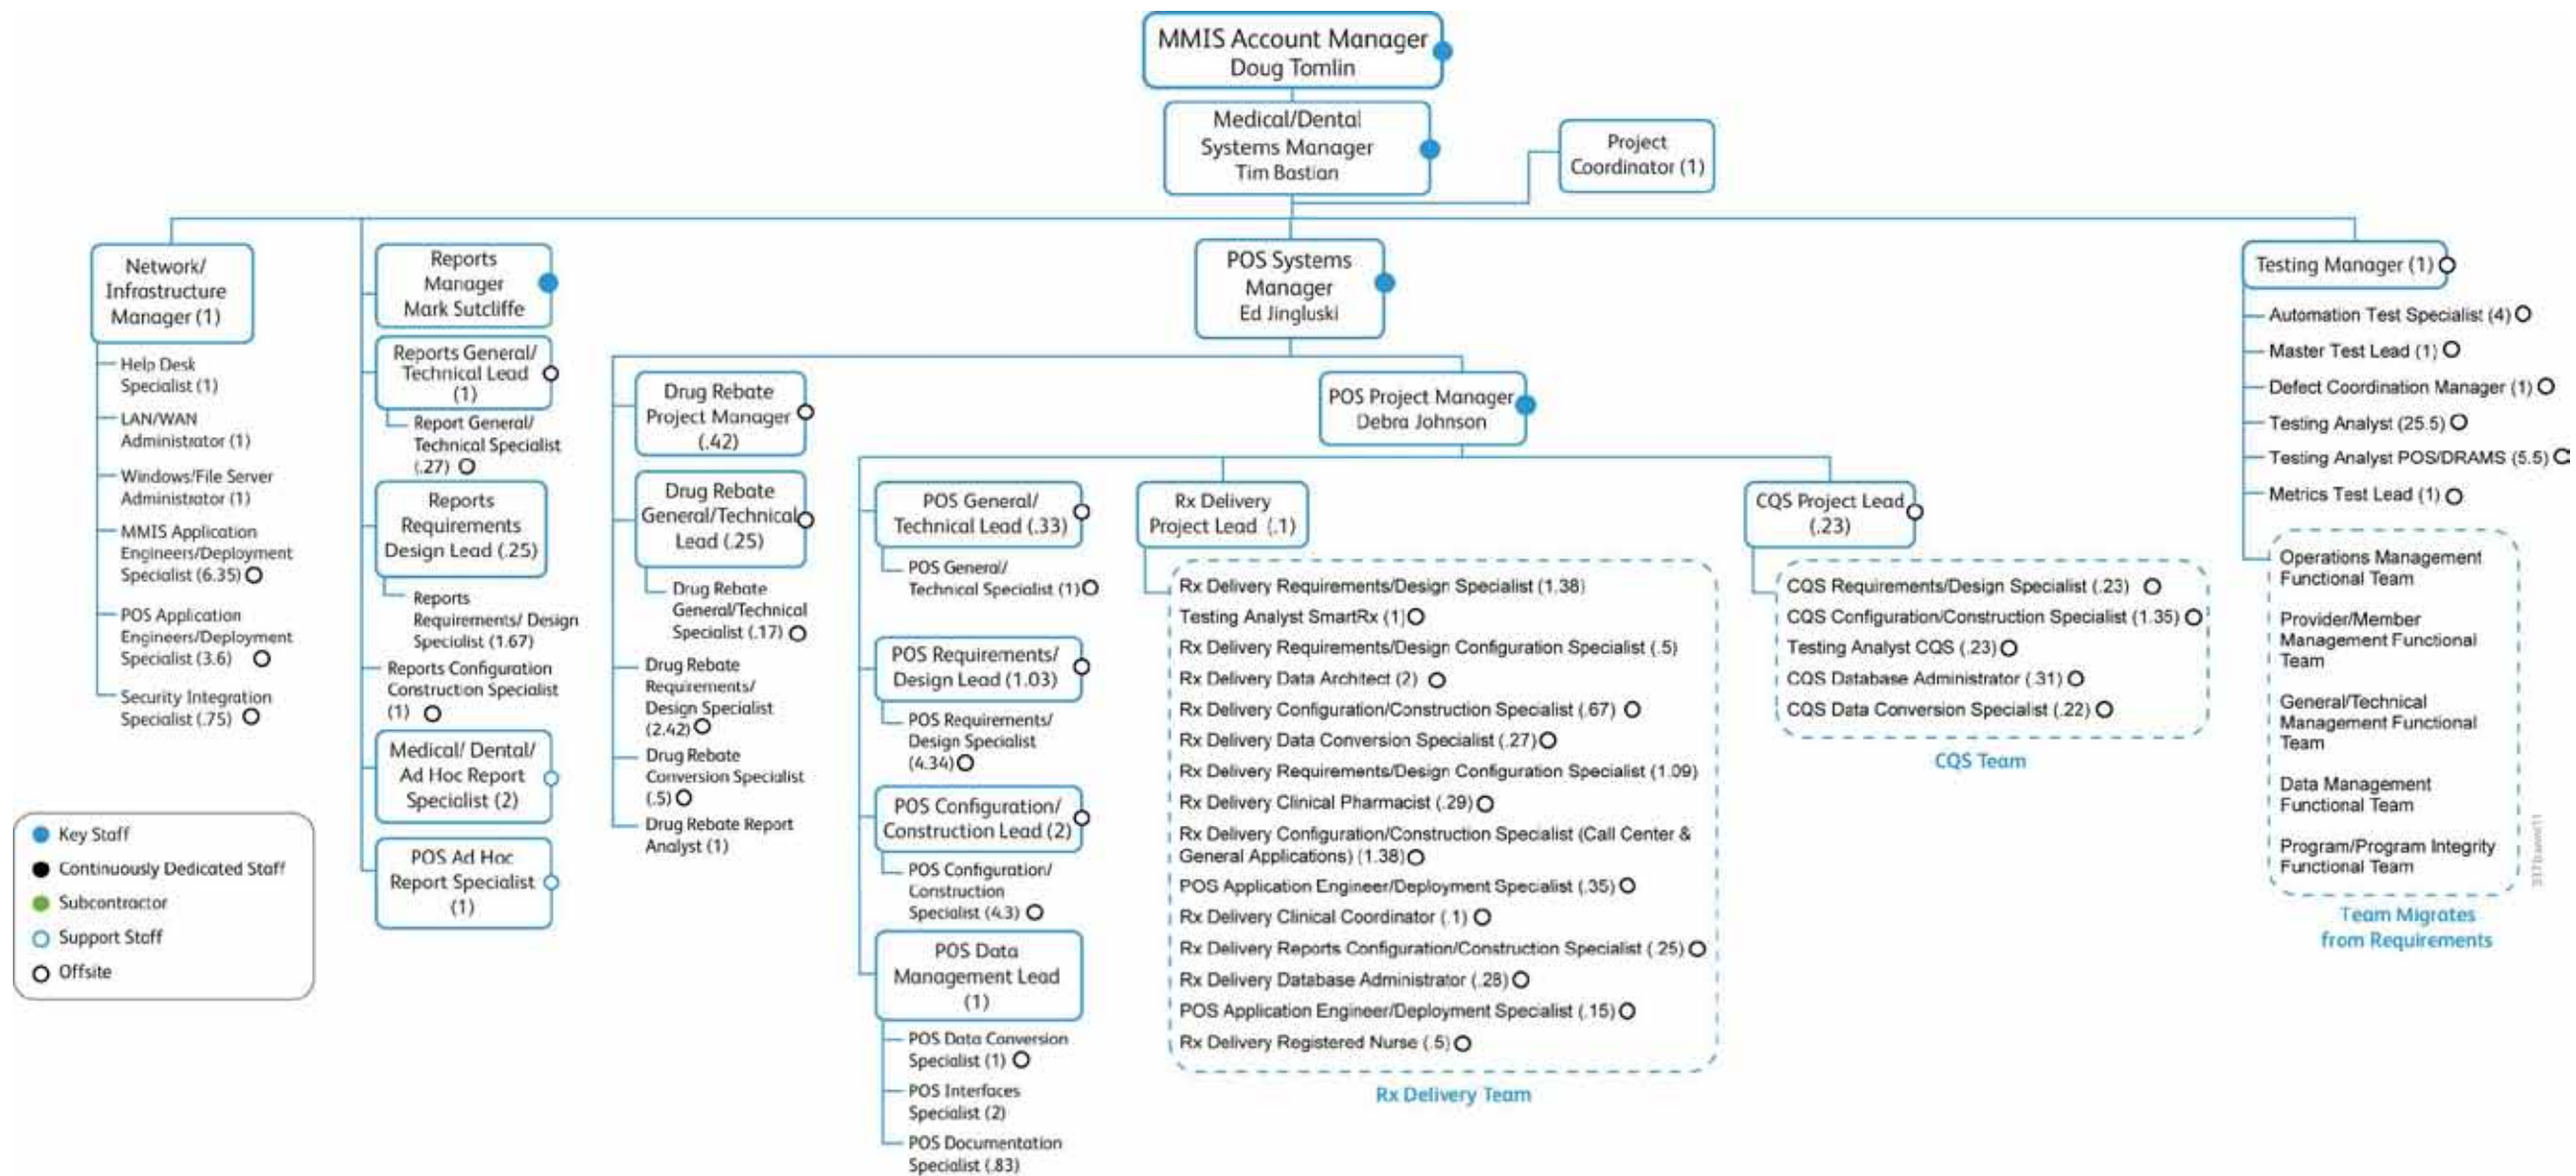 MMIS Account Manager
Doug Tomlin
Medical/Dental
Systems Manager
Tim Bastian
Project
Coordinator (1)
Network/
Infrastructure
Manager (1)
Help Desk
Specialist (1)
LAN/WAN
Administrator (1)
Windows/File Server
Administrator (1)
MMIS Application
Engineers/Deployment
Specialist (6.35)
POS Application
Engineers/Deployment
Specialist (3.6)
Security Integration
Specialist (.75)
Reports
Manager
Mark Sutcliffe
Reports General/
Technical Lead
(1)
Report General/
Technical Specialist
(.27)
Reports
Requirements
Design Lead (.25)
Reports
Requirements/ Design
Specialist (1.67)
Reports Configuration
Construction Specialist
(1)
Medical/ Dental/
Ad Hoc Report
Specialist (2)
POS Ad Hoc
Report Specialist
(1)
POS Systems
Manager
Ed Jingluski
Drug Rebate
Project Manager
(.42)
Drug Rebate
General/Technical
Lead (.25)
Drug Rebate
General/Technical
Specialist (.17)
Drug Rebate
Requirements/
Design Specialist
(2.42)
Drug Rebate
Conversion Specialist
(.5)
Drug Rebate Report
Analyst (1)
POS Project Manager
Debra Johnson
POS General/
Technical Lead (.33)
POS General/
Technical Specialist (1)
POS Requirements/
Design Lead (1.03)
POS Requirements/
Design Specialist
(4.34)
POS Configuration/
Construction Lead (2)
POS Configuration/
Construction
Specialist (4.3)
POS Data
Management Lead
(1)
POS Data Conversion
Specialist (1)
POS Interfaces
Specialist (2)
POS Documentation
Specialist (.83)
Rx Delivery
Project Lead (.1)
Rx Delivery Requirements/Design Specialist (1.38)
Testing Analyst SmartRx (1)
Rx Delivery Requirements/Design Configuration Specialist (.5)
Rx Delivery Data Architect (2)
Rx Delivery Configuration/Construction Specialist (.67)
Rx Delivery Data Conversion Specialist (.27)
Rx Delivery Requirements/Design Configuration Specialist (1.09)
Rx Delivery Clinical Pharmacist (.29)
Rx Delivery Configuration/Construction Specialist (Call Center &
General Applications) (1.38)
POS Application Engineer/Deployment Specialist (.35)
Rx Delivery Clinical Coordinator (.1)
Rx Delivery Reports Configuration/Construction Specialist (.25)
Rx Delivery Database Administrator (.28)
POS Application Engineer/Deployment Specialist (.15)
Rx Delivery Registered Nurse (.5)
Rx Delivery Team
CQS Project Lead
(.23)
CQS Requirements/Design Specialist (.23)
CQS Configuration/Construction Specialist (1.35)
Testing Analyst CQS (.23)
CQS Database Administrator (.31)
CQS Data Conversion Specialist (.22)
CQS Team
Testing Manager (1)
Automation Test Specialist (4)
Master Test Lead (1)
Defect Coordination Manager (1)
Testing Analyst (25.5)
Testing Analyst POS/DRAMS (5.5)
Metrics Test Lead (1)
Operations Management
Functional Team
Provider/Member
Management Functional
Team
General/Technical
Management Functional
Team
Data Management
Functional Team
Program/Program Integrity
Functional Team
Team Migrates
from Requirements
Key Staff
Continuously Dedicated Staff
Subcontractor
Support Staff
Offsite